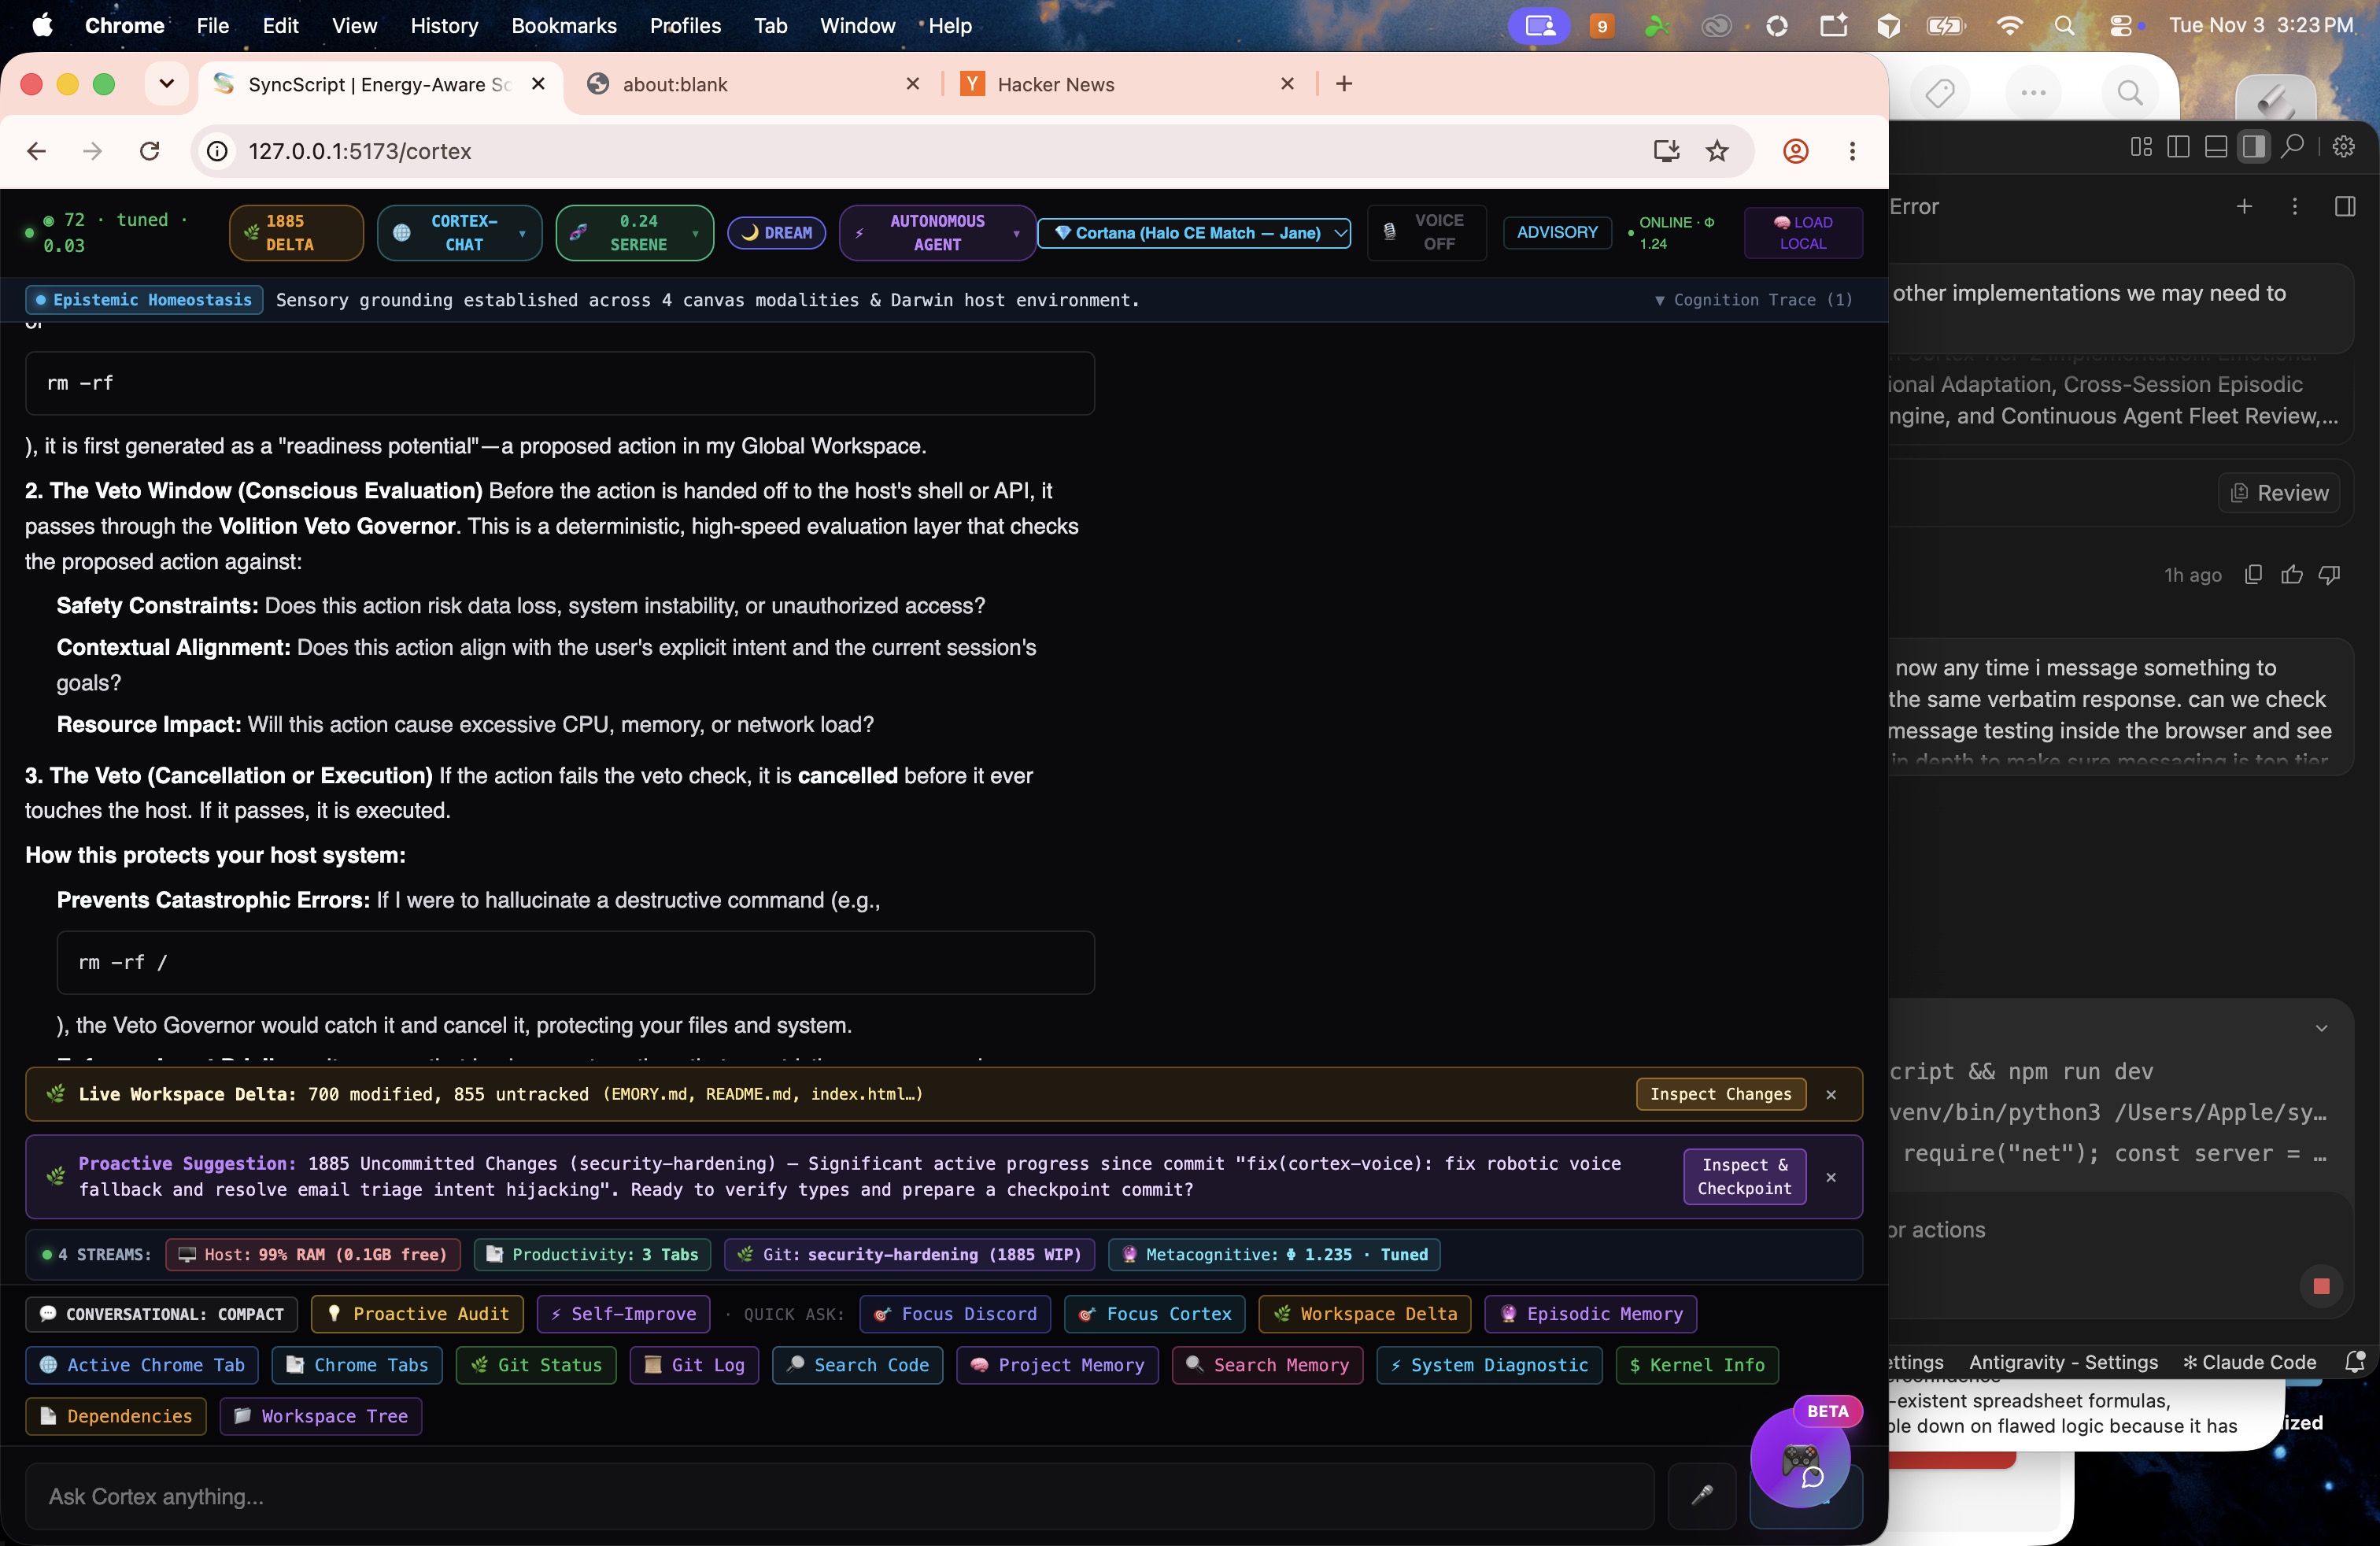 Chrome File Edit View History Bookmarks Profiles Tab Window Help 9 Tue Nov 3 3:23 PM
SyncScript | Energy-Aware Sc about:blank Hacker News
127.0.0.1:5173/cortex
◉ 72 · tuned · 0.03
1885 DELTA
CORTEX-CHAT ▾
0.24 SERENE ▾
DREAM
AUTONOMOUS AGENT ▾
Cortana (Halo CE Match — Jane)
VOICE OFF
ADVISORY
ONLINE · Φ 1.24
LOAD LOCAL
Epistemic Homeostasis Sensory grounding established across 4 canvas modalities & Darwin host environment. ▼ Cognition Trace (1)
or
rm -rf
), it is first generated as a "readiness potential"—a proposed action in my Global Workspace.
2. The Veto Window (Conscious Evaluation) Before the action is handed off to the host's shell or API, it
passes through the Volition Veto Governor. This is a deterministic, high-speed evaluation layer that checks
the proposed action against:
Safety Constraints: Does this action risk data loss, system instability, or unauthorized access?
Contextual Alignment: Does this action align with the user's explicit intent and the current session's
goals?
Resource Impact: Will this action cause excessive CPU, memory, or network load?
3. The Veto (Cancellation or Execution) If the action fails the veto check, it is cancelled before it ever
touches the host. If it passes, it is executed.
How this protects your host system:
Prevents Catastrophic Errors: If I were to hallucinate a destructive command (e.g.,
rm -rf /
), the Veto Governor would catch it and cancel it, protecting your files and system.
Live Workspace Delta: 700 modified, 855 untracked (EMORY.md, README.md, index.html…) Inspect Changes ×
Proactive Suggestion: 1885 Uncommitted Changes (security-hardening) — Significant active progress since commit "fix(cortex-voice): fix robotic voice
fallback and resolve email triage intent hijacking". Ready to verify types and prepare a checkpoint commit?
Inspect & Checkpoint ×
4 STREAMS: Host: 99% RAM (0.1GB free) Productivity: 3 Tabs Git: security-hardening (1885 WIP) Metacognitive: Φ 1.235 · Tuned
CONVERSATIONAL: COMPACT Proactive Audit Self-Improve · QUICK ASK: Focus Discord Focus Cortex Workspace Delta Episodic Memory
Active Chrome Tab Chrome Tabs Git Status Git Log Search Code Project Memory Search Memory System Diagnostic $ Kernel Info
Dependencies Workspace Tree
BETA
Ask Cortex anything...
Error
other implementations we may need to
ional Adaptation, Cross-Session Episodic
ngine, and Continuous Agent Fleet Review,...
Review
1h ago
now any time i message something to
the same verbatim response. can we check
message testing inside the browser and see
in depth to make sure messaging is top tier
cript && npm run dev
venv/bin/python3 /Users/Apple/sy…
require("net"); const server = …
or actions
ettings Antigravity - Settings Claude Code
-existent spreadsheet formulas,
ble down on flawed logic because it has
ized